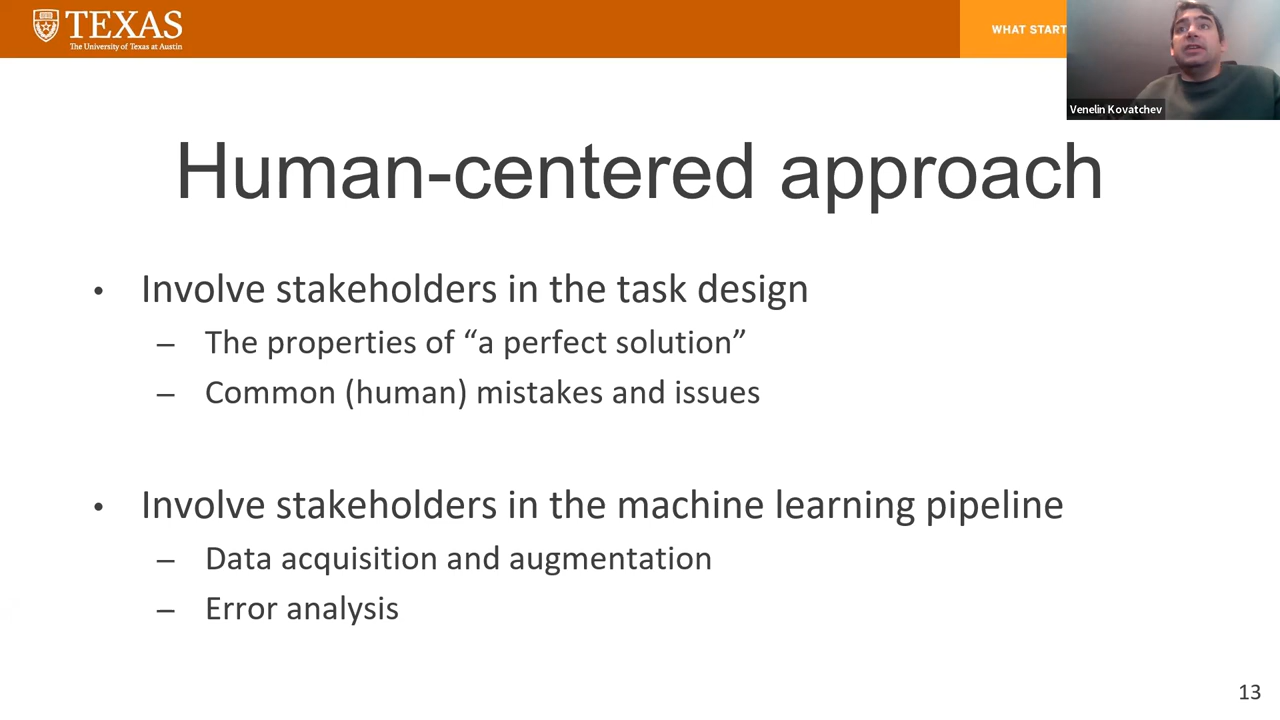 TEXAS
The University of Texas at Austin
WHAT START
Venelin Kovatchev
Human-centered approach
• Involve stakeholders in the task design
– The properties of “a perfect solution”
– Common (human) mistakes and issues
• Involve stakeholders in the machine learning pipeline
– Data acquisition and augmentation
– Error analysis
13